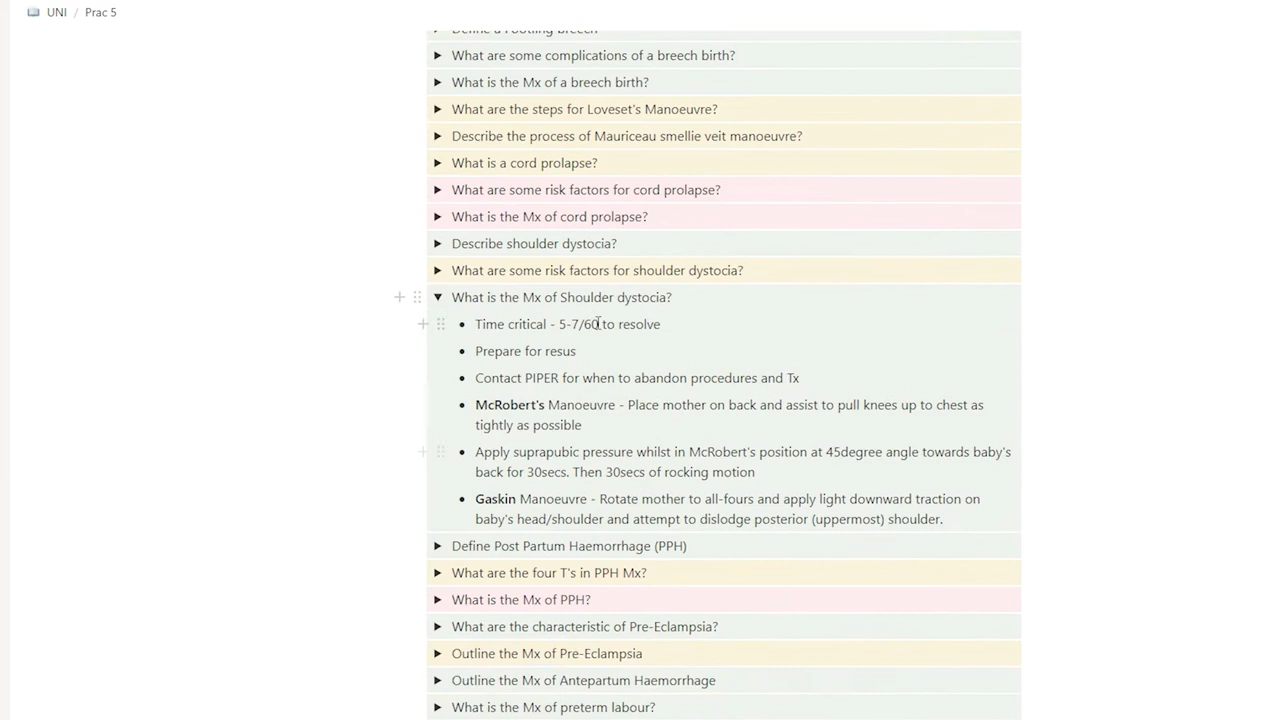 UNI / Prac 5
Define a Footling breech
What are some complications of a breech birth?
What is the Mx of a breech birth?
What are the steps for Loveset's Manoeuvre?
Describe the process of Mauriceau smellie veit manoeuvre?
What is a cord prolapse?
What are some risk factors for cord prolapse?
What is the Mx of cord prolapse?
Describe shoulder dystocia?
What are some risk factors for shoulder dystocia?
What is the Mx of Shoulder dystocia?
Time critical - 5-7/60 to resolve
Prepare for resus
Contact PIPER for when to abandon procedures and Tx
McRobert's Manoeuvre - Place mother on back and assist to pull knees up to chest as
tightly as possible
Apply suprapubic pressure whilst in McRobert's position at 45degree angle towards baby's
back for 30secs. Then 30secs of rocking motion
Gaskin Manoeuvre - Rotate mother to all-fours and apply light downward traction on
baby's head/shoulder and attempt to dislodge posterior (uppermost) shoulder.
Define Post Partum Haemorrhage (PPH)
What are the four T's in PPH Mx?
What is the Mx of PPH?
What are the characteristic of Pre-Eclampsia?
Outline the Mx of Pre-Eclampsia
Outline the Mx of Antepartum Haemorrhage
What is the Mx of preterm labour?